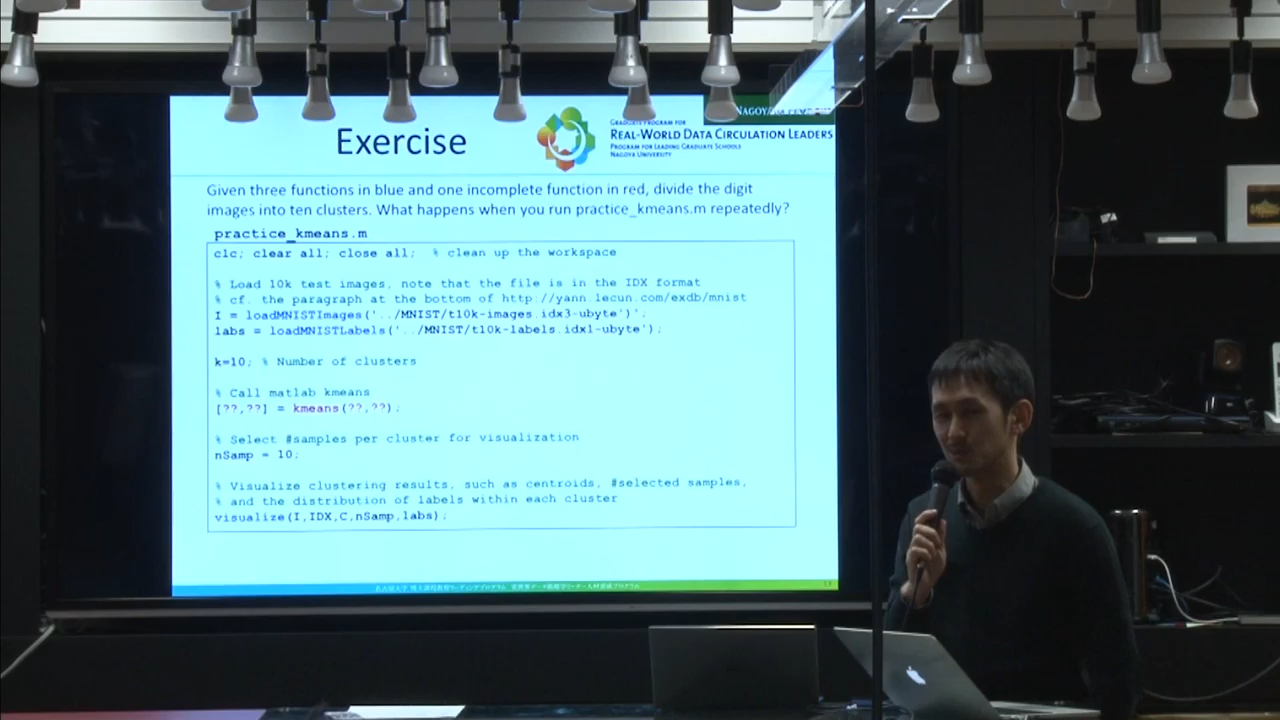 Exercise
NAGOYA
GRADUATE PROGRAM FOR
REAL-WORLD DATA CIRCULATION LEADERS
PROGRAM FOR LEADING GRADUATE SCHOOLS
NAGOYA UNIVERSITY
Given three functions in blue and one incomplete function in red, divide the digit
images into ten clusters. What happens when you run practice_kmeans.m repeatedly?
practice_kmeans.m
clc; clear all; close all; % clean up the workspace
% Load 10k test images, note that the file is in the IDX format
% cf. the paragraph at the bottom of http://yann.lecun.com/exdb/mnist
I = loadMNISTImages('../MNIST/t10k-images.idx3-ubyte')';
labs = loadMNISTLabels('../MNIST/t10k-labels.idx1-ubyte');
k=10; % Number of clusters
% Call matlab kmeans
[??,??] = kmeans(??,??);
% Select #samples per cluster for visualization
nSamp = 10;
% Visualize clustering results, such as centroids, #selected samples,
% and the distribution of labels within each cluster
visualize(I,IDX,C,nSamp,labs);